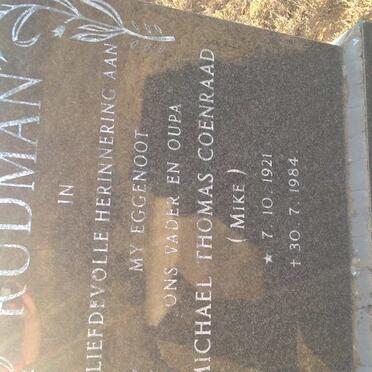 RUDMAN
IN
LIEFDEVOLLE HERINNERING AAN
MY EGGENOOT
ONS VADER EN OUPA
MICHAEL THOMAS COENRAAD
( MIKE )
★ 7. 10. 1921
† 30. 7. 1984